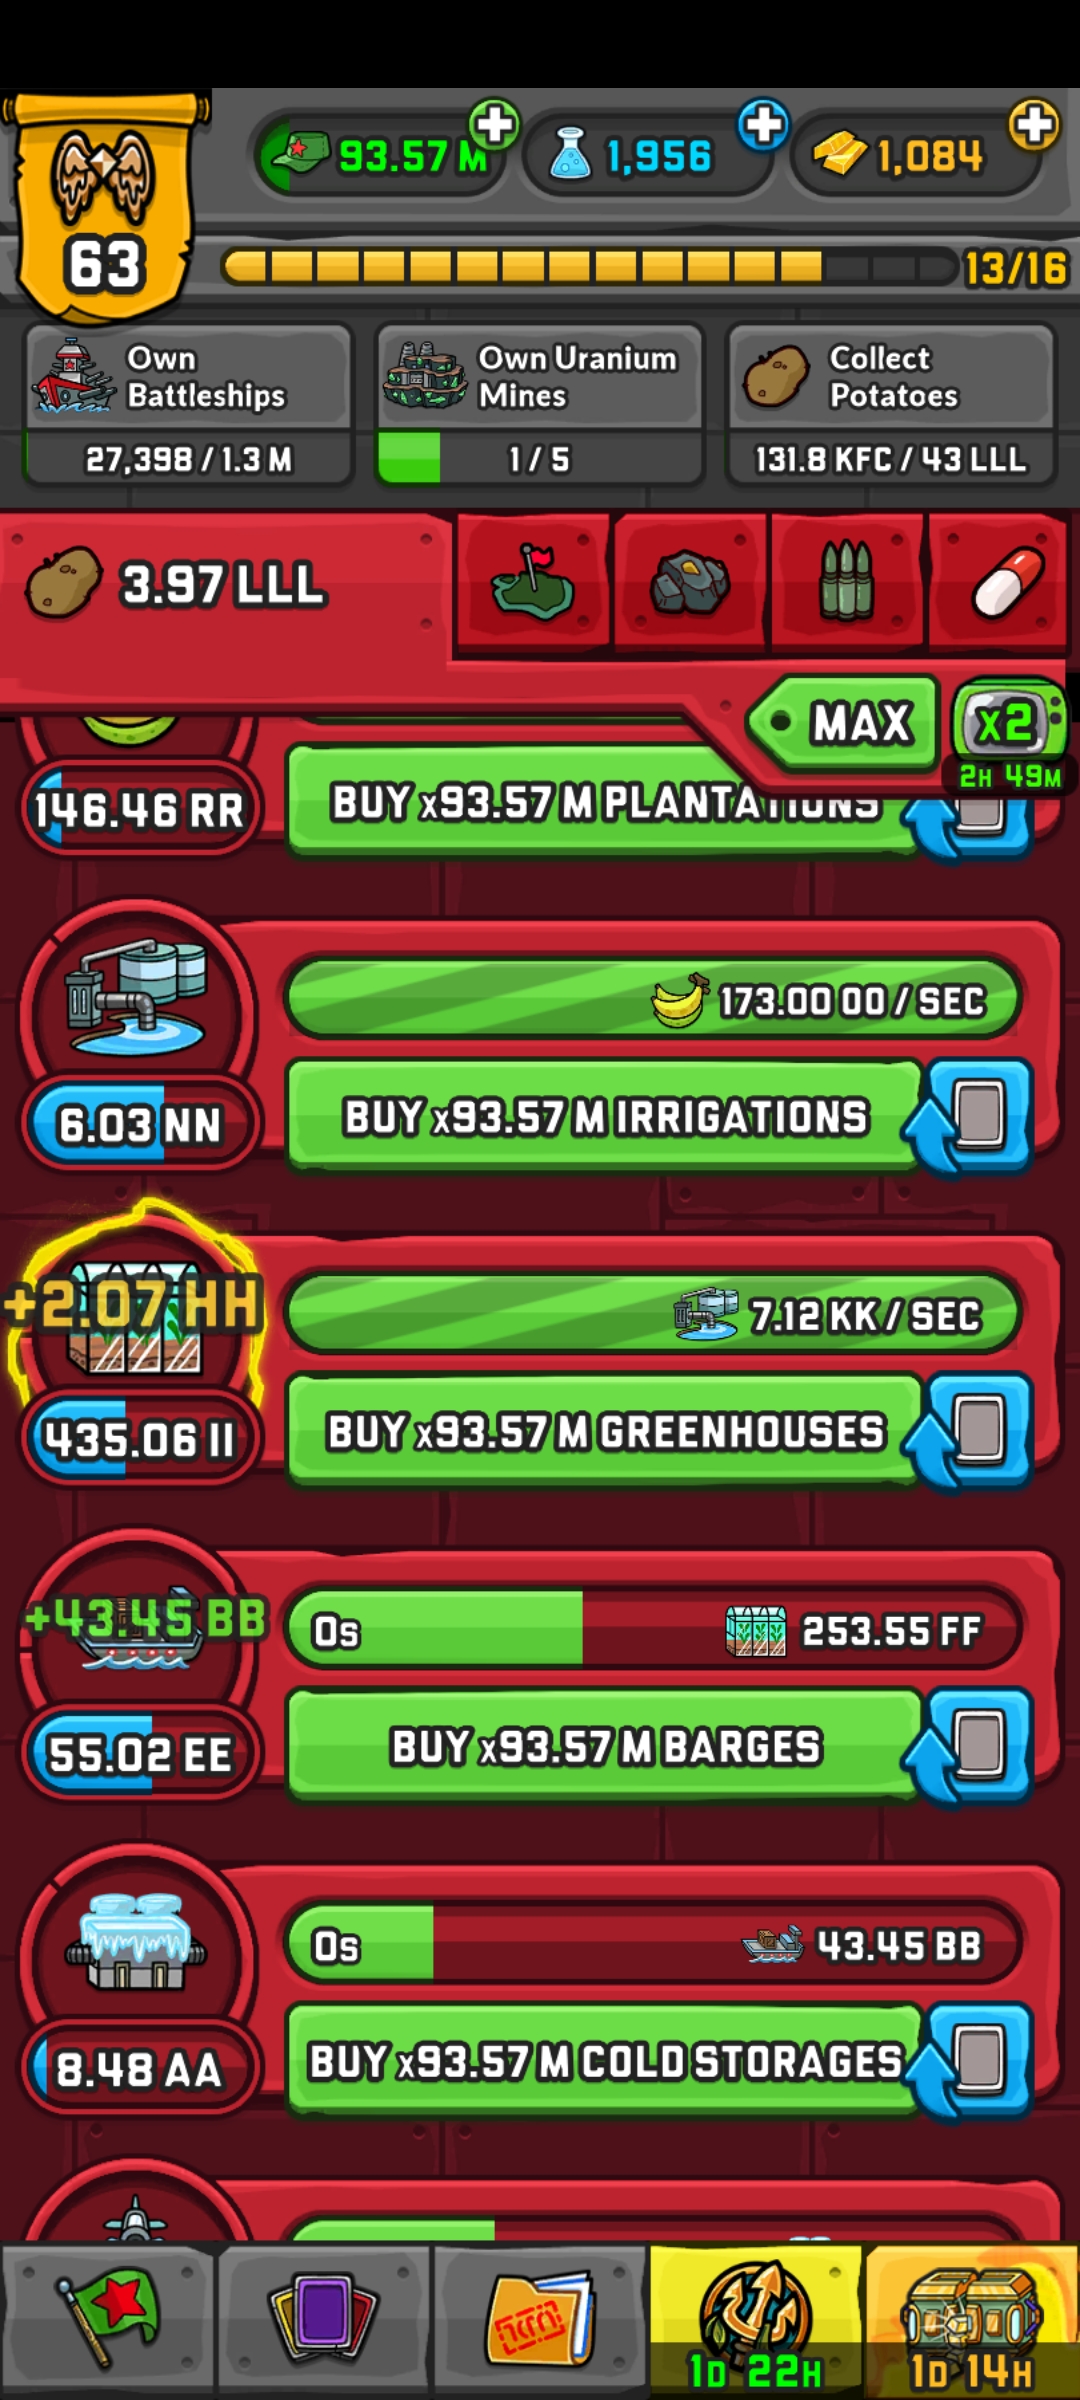 93.57 M
1,956
1,084
63
13/16
Own
Battleships
27,398 / 1.3 M
Own Uranium
Mines
1 / 5
Collect
Potatoes
131.8 KFC / 43 LLL
3.97 LLL
MAX
x2
2H 49M
146.46 RR
BUY x93.57 M PLANTATIONS
173.00 OO / SEC
6.03 NN
BUY x93.57 M IRRIGATIONS
+2.07 HH
7.12 KK / SEC
435.06 II
BUY x93.57 M GREENHOUSES
+43.45 BB
0s
253.55 FF
55.02 EE
BUY x93.57 M BARGES
0s
43.45 BB
8.48 AA
BUY x93.57 M COLD STORAGES
1D 22H
1D 14H